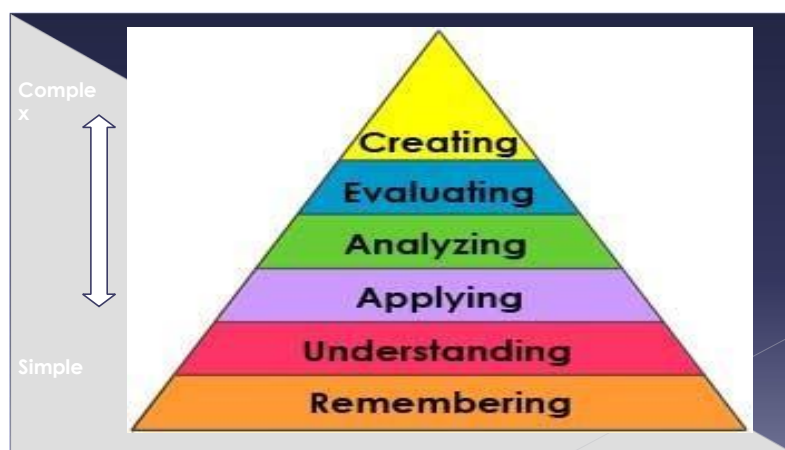 Comple
x
Creating
Evaluating
Analyzing
Applying
Understanding
Simple
Remembering